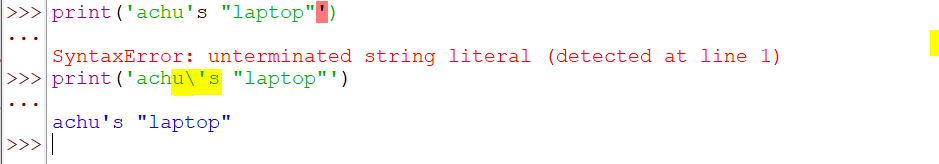 >>> print('achu's "laptop"')
...
SyntaxError: unterminated string literal (detected at line 1)
>>> print('achu\'s "laptop"')
...
achu's "laptop"
>>>